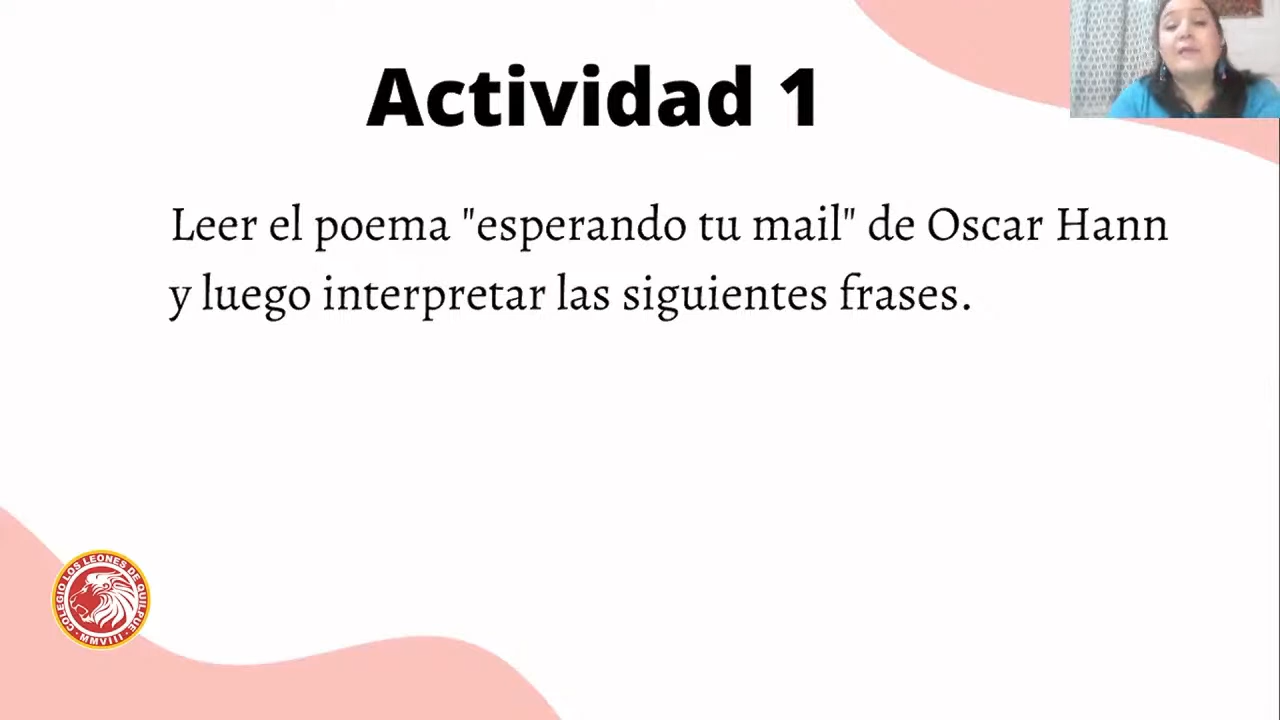 Actividad 1
Leer el poema "esperando tu mail" de Oscar Hann
y luego interpretar las siguientes frases.
COLEGIO LOS LEONES DE QUILPUE
MMVIII